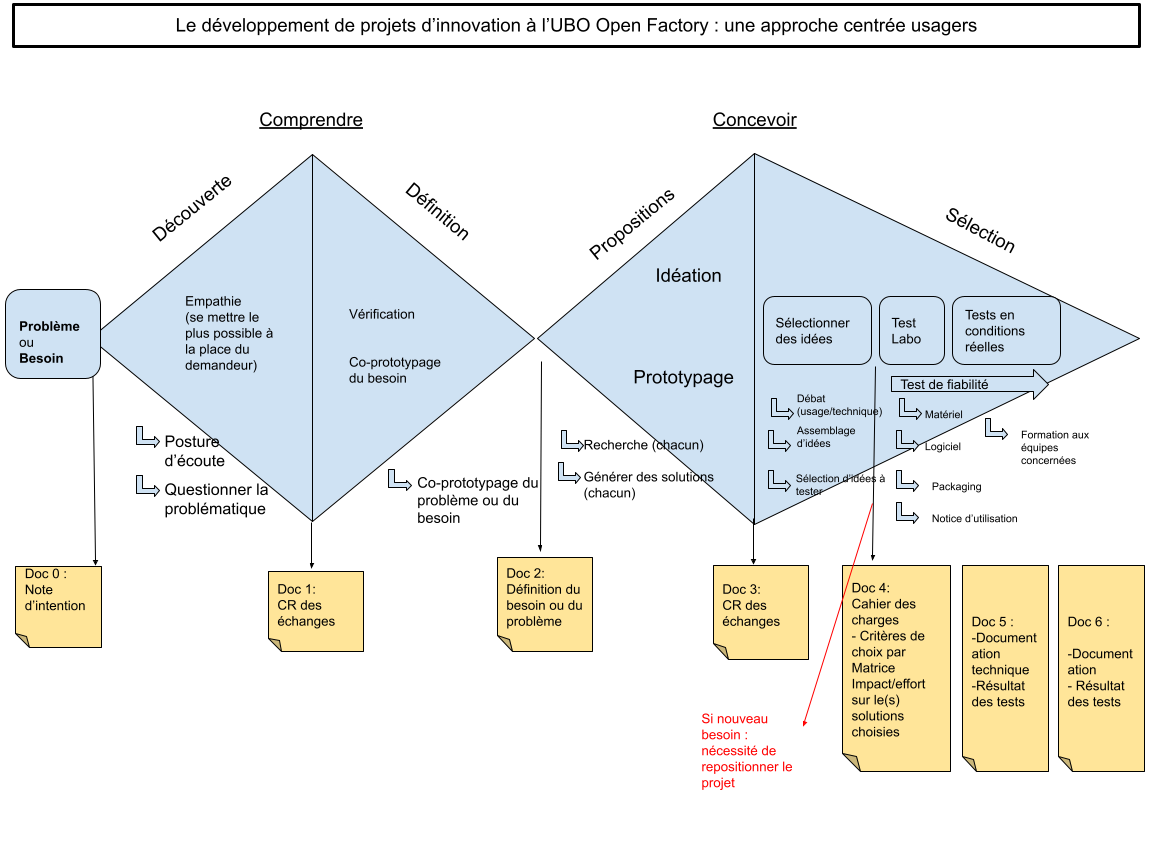 Le développement de projets d’innovation à l’UBO Open Factory : une approche centrée usagers
Comprendre
Concevoir
Découverte
Définition
Propositions
Sélection
Problème
ou
Besoin
Empathie
(se mettre le
plus possible à
la place du
demandeur)
Vérification
Co-prototypage
du besoin
Idéation
Prototypage
Sélectionner
des idées
Test
Labo
Tests en
conditions
réelles
Test de fiabilité
Posture
d’écoute
Questionner la
problématique
Co-prototypage du
problème ou du
besoin
Recherche (chacun)
Générer des solutions
(chacun)
Débat
(usage/technique)
Assemblage
d’idées
Sélection d’idées à
tester
Matériel
Logiciel
Packaging
Notice d’utilisation
Formation aux
équipes
concernées
Doc 0 :
Note
d’intention
Doc 1:
CR des
échanges
Doc 2:
Définition du
besoin ou du
problème
Doc 3:
CR des
échanges
Doc 4:
Cahier des
charges
- Critères de
choix par
Matrice
Impact/effort
sur le(s)
solutions
choisies
Doc 5 :
-Document
ation
technique
-Résultat
des tests
Doc 6 :
-Document
ation
- Résultat
des tests
Si nouveau
besoin :
nécessité de
repositionner le
projet